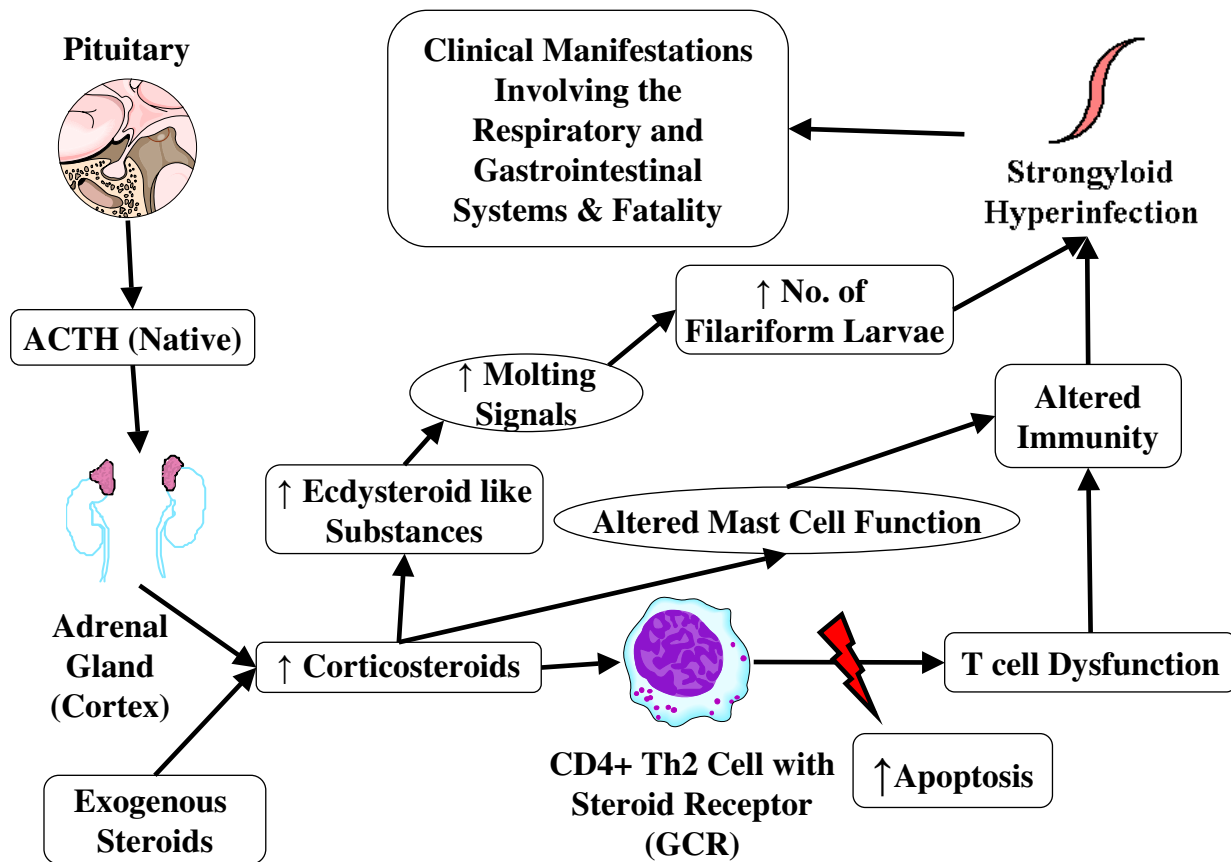 Pituitary
Clinical Manifestations
Involving the
Respiratory and
Gastrointestinal
Systems & Fatality
Strongyloid
Hyperinfection
ACTH (Native)
↑ No. of
Filariform Larvae
↑ Molting
Signals
Altered
Immunity
↑ Ecdysteroid like
Substances
Altered Mast Cell Function
Adrenal
Gland
(Cortex)
↑ Corticosteroids
T cell Dysfunction
CD4+ Th2 Cell with
Steroid Receptor
(GCR)
↑Apoptosis
Exogenous
Steroids